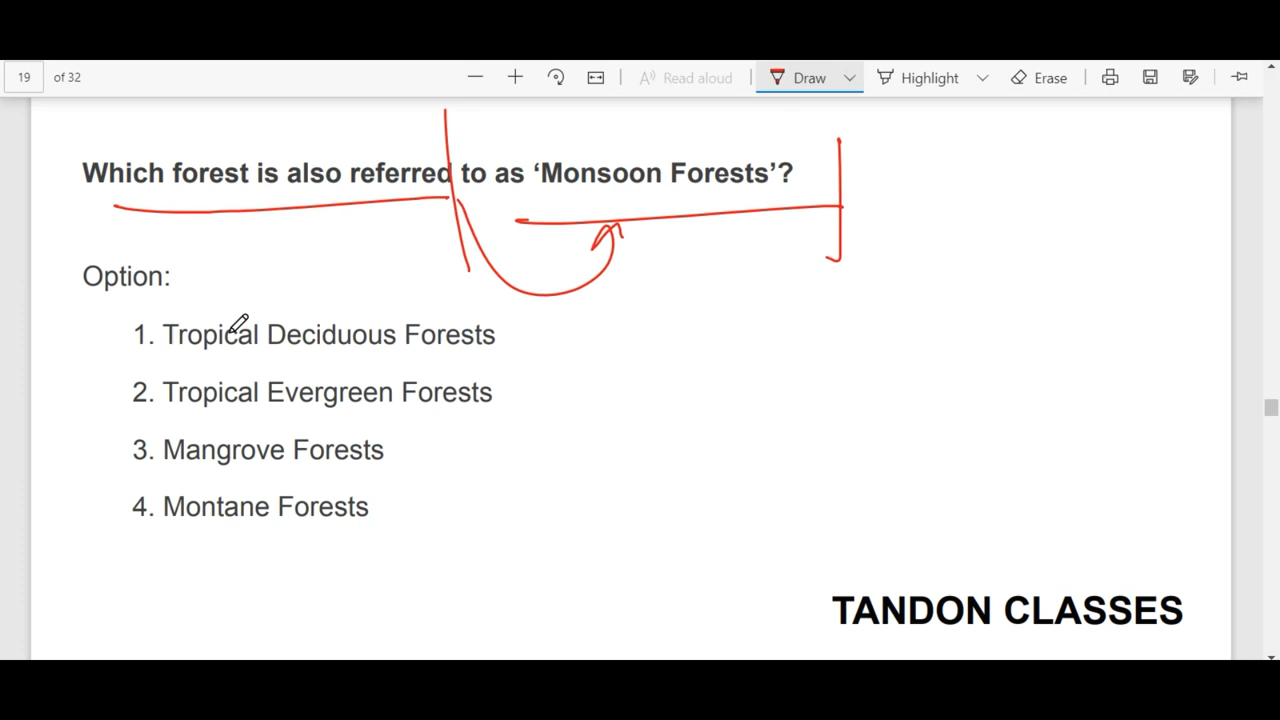 19 of 32 Read aloud Draw Highlight Erase
Which forest is also referred to as ‘Monsoon Forests’?
Option:
1. Tropical Deciduous Forests
2. Tropical Evergreen Forests
3. Mangrove Forests
4. Montane Forests
TANDON CLASSES